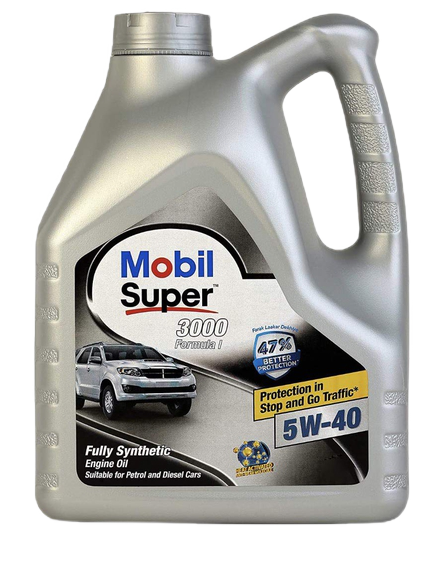 Mobil
Super™
3000
Formula I
47%
BETTER
PROTECTION*
Protection in
Stop and Go Traffic*
5W-40
Fully Synthetic
Engine Oil
Suitable for Petrol and Diesel Cars